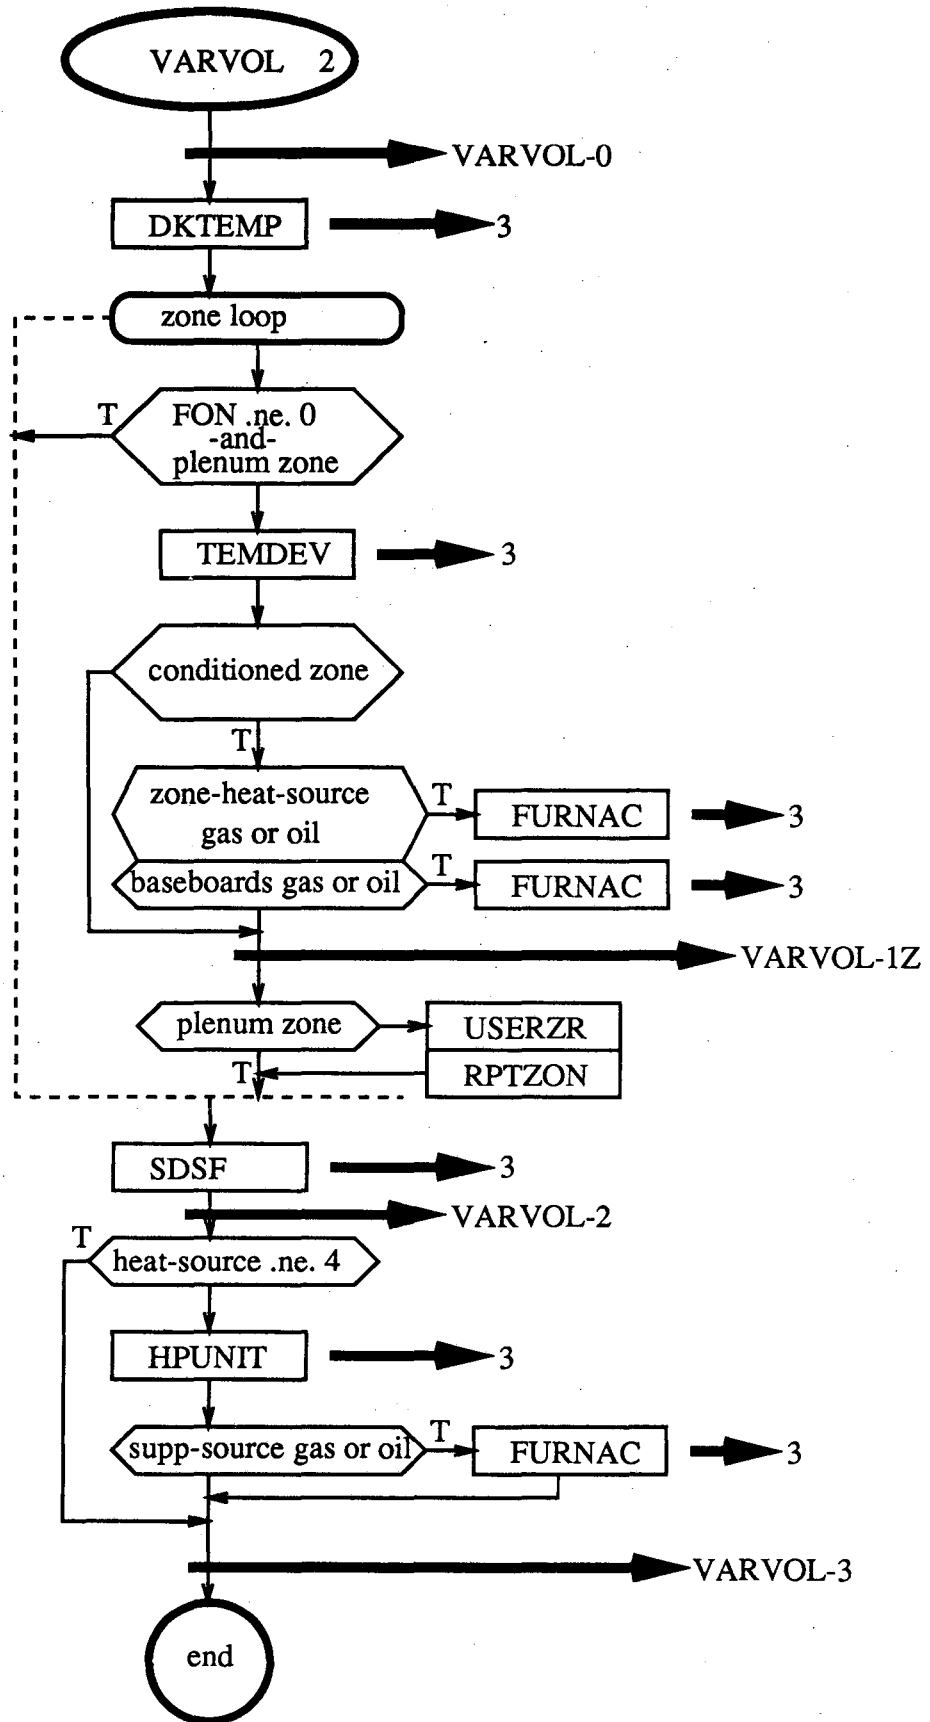 VARVOL 2
VARVOL-0
DKTEMP
3
zone loop
T
FON .ne. 0
-and-
plenum zone
TEMDEV
3
conditioned zone
T
zone-heat-source
gas or oil
T
FURNAC
3
baseboards gas or oil
T
FURNAC
3
VARVOL-1Z
plenum zone
USERZR
T
RPTZON
SDSF
3
VARVOL-2
T
heat-source .ne. 4
HPUNIT
3
supp-source gas or oil
T
FURNAC
3
VARVOL-3
end